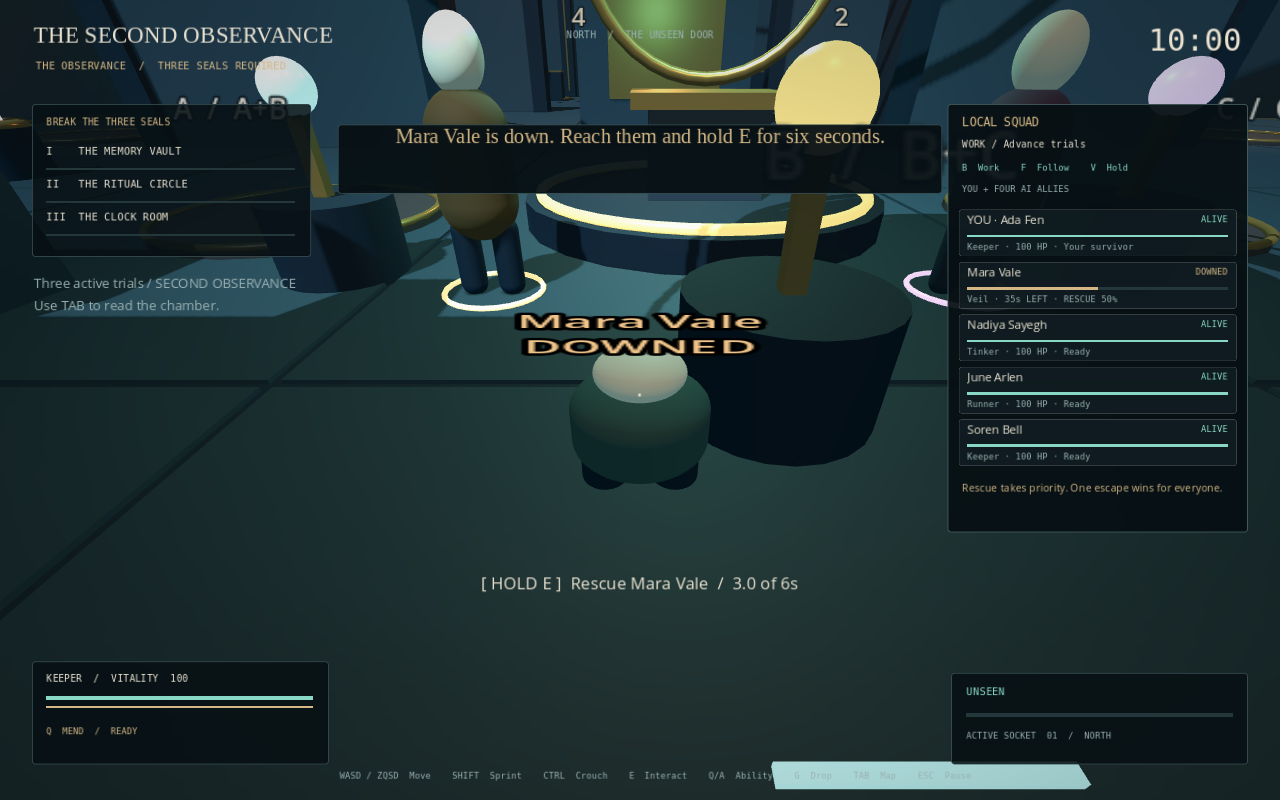 THE SECOND OBSERVANCE
THE OBSERVANCE / THREE SEALS REQUIRED
4
2
NORTH / THE UNSEEN DOOR
10:00
A / A+B
BREAK THE THREE SEALS
I THE MEMORY VAULT
II THE RITUAL CIRCLE
III THE CLOCK ROOM
Three active trials / SECOND OBSERVANCE
Use TAB to read the chamber.
Mara Vale is down. Reach them and hold E for six seconds.
LOCAL SQUAD
WORK / Advance trials
B Work F Follow V Hold
YOU + FOUR AI ALLIES
YOU · Ada Fen ALIVE
Keeper · 100 HP · Your survivor
Mara Vale DOWNED
Veil · 35s LEFT · RESCUE 50%
Nadiya Sayegh ALIVE
Tinker · 100 HP · Ready
June Arlen ALIVE
Runner · 100 HP · Ready
Soren Bell ALIVE
Keeper · 100 HP · Ready
Rescue takes priority. One escape wins for everyone.
Mara Vale
DOWNED
[ HOLD E ] Rescue Mara Vale / 3.0 of 6s
KEEPER / VITALITY 100
Q MEND / READY
UNSEEN
ACTIVE SOCKET 01 / NORTH
WASD / ZQSD Move SHIFT Sprint CTRL Crouch E Interact Q/A Ability G Drop TAB Map ESC Pause